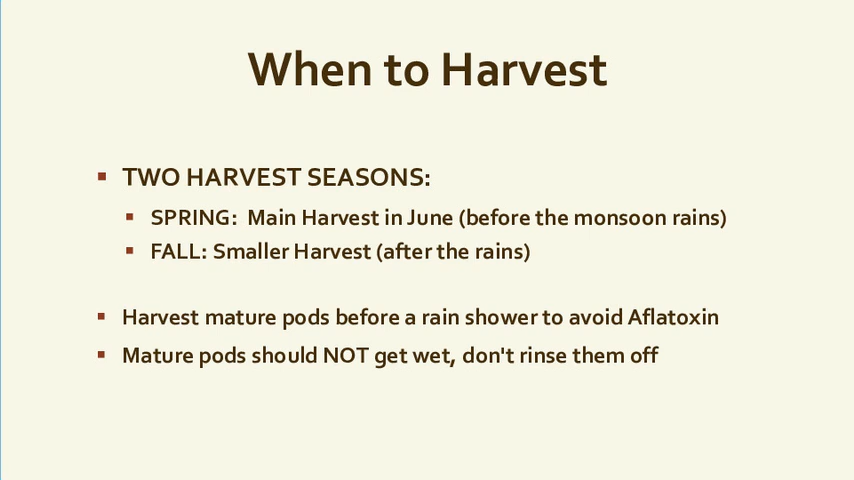 When to Harvest
▪ TWO HARVEST SEASONS:
▪ SPRING:  Main Harvest in June (before the monsoon rains)
▪ FALL: Smaller Harvest (after the rains)
▪ Harvest mature pods before a rain shower to avoid Aflatoxin
▪ Mature pods should NOT get wet, don't rinse them off